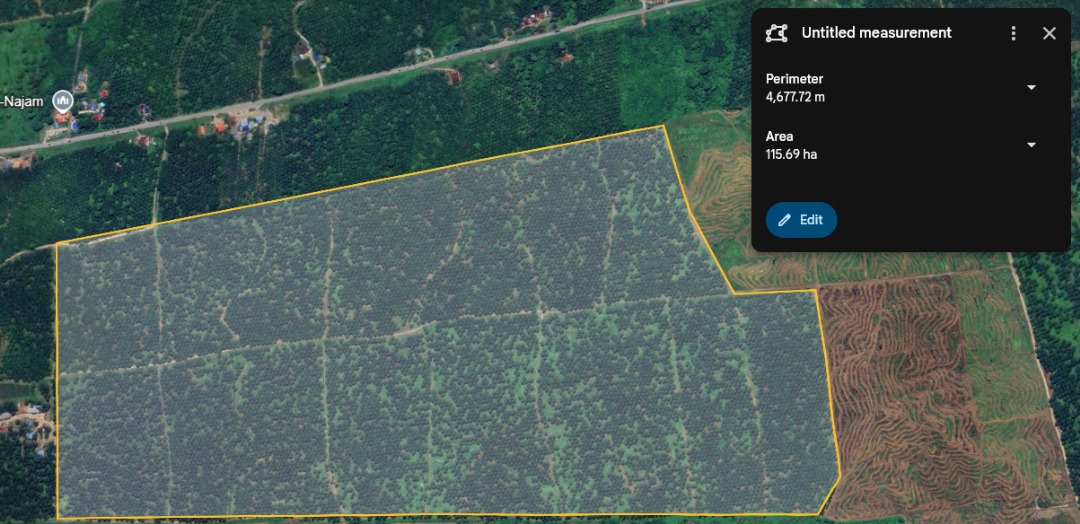 -Najam
Untitled measurement
Perimeter
4,677.72 m
Area
115.69 ha
Edit